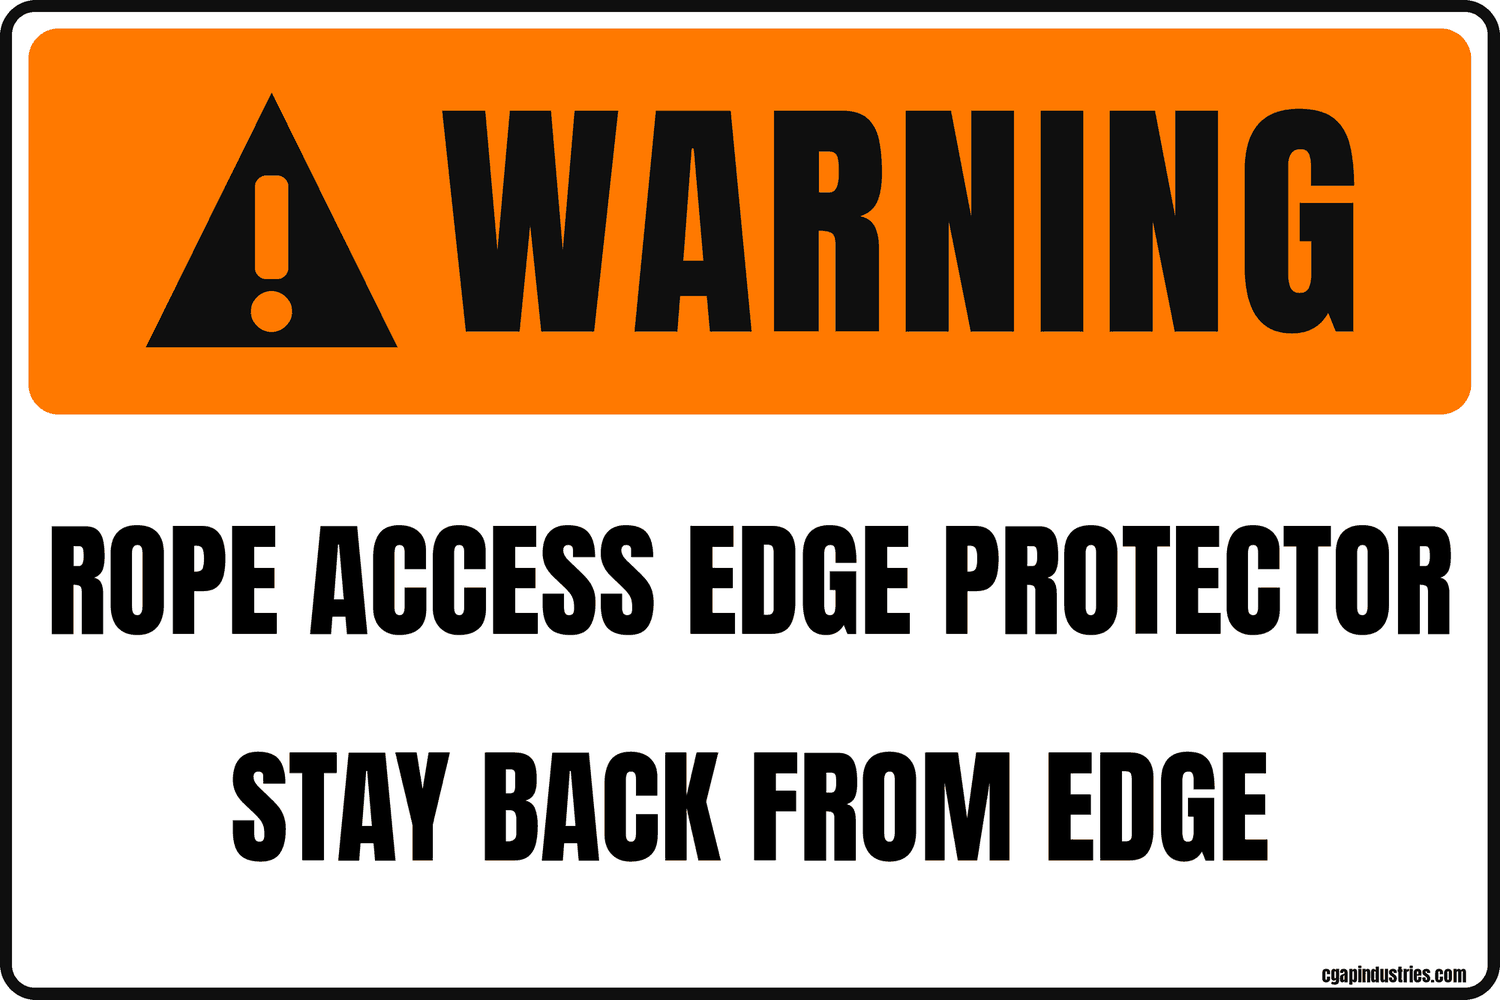 WARNING
ROPE ACCESS EDGE PROTECTOR
STAY BACK FROM EDGE
cgapindustries.com